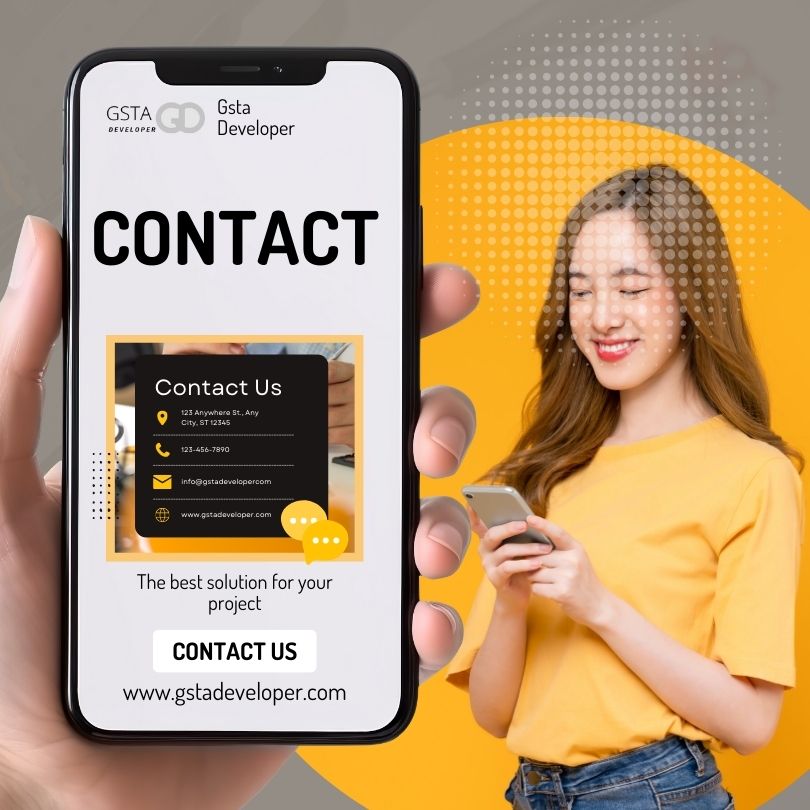 GSTA
DEVELOPER
GD
Gsta
Developer
CONTACT
Contact Us
123 Anywhere St., Any
City, ST 12345
123-456-7890
info@gstadevelopercom
www.gstadeveloper.com
The best solution for your
project
CONTACT US
www.gstadeveloper.com